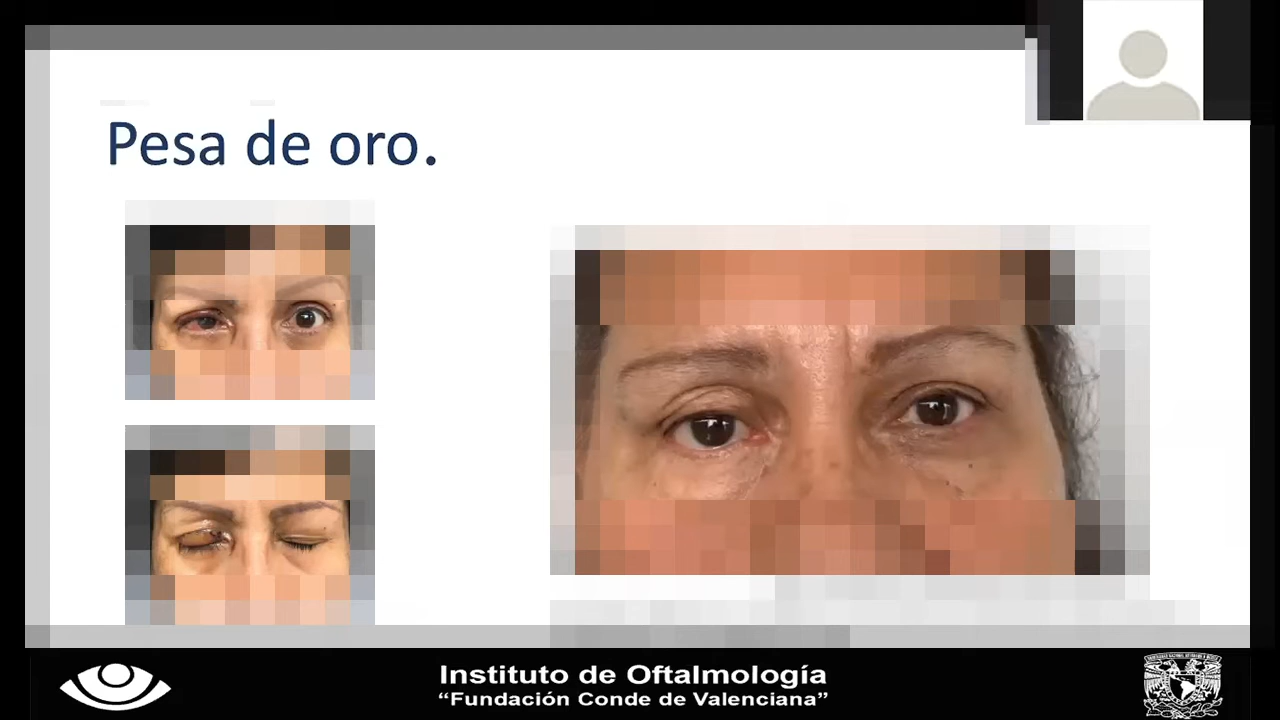 Pesa de oro.
Instituto de Oftalmología
“Fundación Conde de Valenciana”